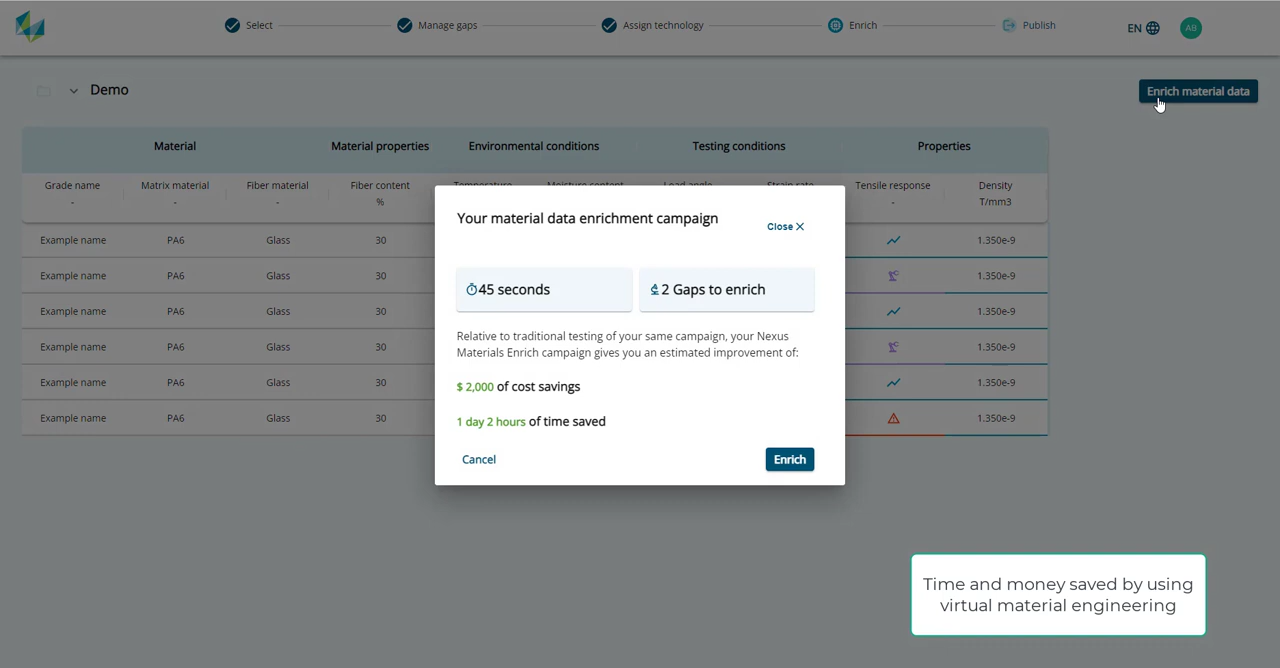 Select
Manage gaps
Assign technology
Enrich
Publish
EN
AB
Demo
Enrich material data
Material
Material properties
Environmental conditions
Testing conditions
Properties
Grade name
Matrix material
Fiber material
Fiber content
Temperature
Moisture content
Load angle
Strain rate
Tensile response
Density
-
-
-
%
-
T/mm3
Example name PA6 Glass 30 1.350e-9
Example name PA6 Glass 30 1.350e-9
Example name PA6 Glass 30 1.350e-9
Example name PA6 Glass 30 1.350e-9
Example name PA6 Glass 30 1.350e-9
Example name PA6 Glass 30 1.350e-9
Your material data enrichment campaign
Close X
45 seconds
2 Gaps to enrich
Relative to traditional testing of your same campaign, your Nexus
Materials Enrich campaign gives you an estimated improvement of:
$ 2,000 of cost savings
1 day 2 hours of time saved
Cancel
Enrich
Time and money saved by using
virtual material engineering